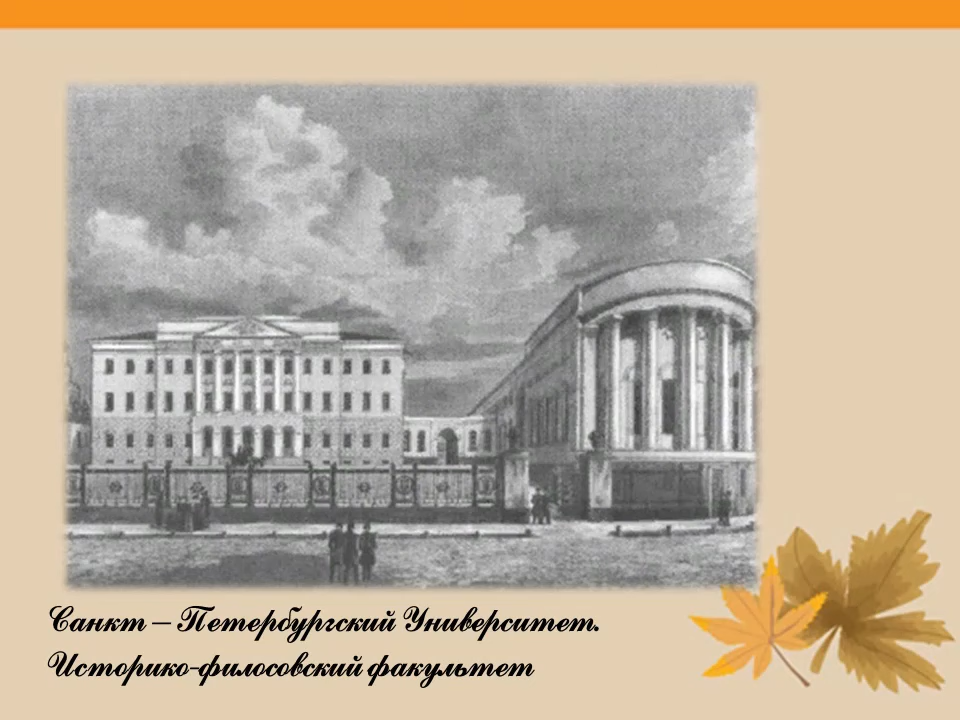 Санкт – Петербургский Университет.
Историко-филосовский факультет